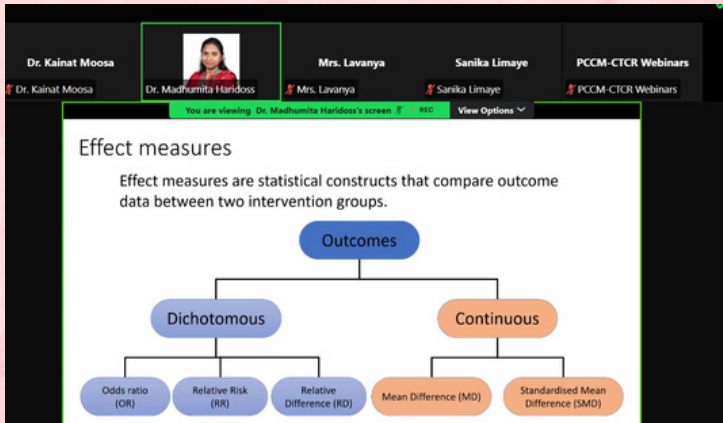 Dr. Kainat Moosa
Mrs. Lavanya
Sanika Limaye
PCCM-CTCR Webinars
Dr. Kainat Moosa
Dr. Madhumita Haridoss
Mrs. Lavanya
Sanika Limaye
PCCM-CTCR Webinars
You are viewing Dr. Madhumita Haridoss's screen
REC
View Options
Effect measures
Effect measures are statistical constructs that compare outcome
data between two intervention groups.
Outcomes
Dichotomous
Continuous
Odds ratio
(OR)
Relative Risk
(RR)
Relative
Difference (RD)
Mean Difference (MD)
Standardised Mean
Difference (SMD)